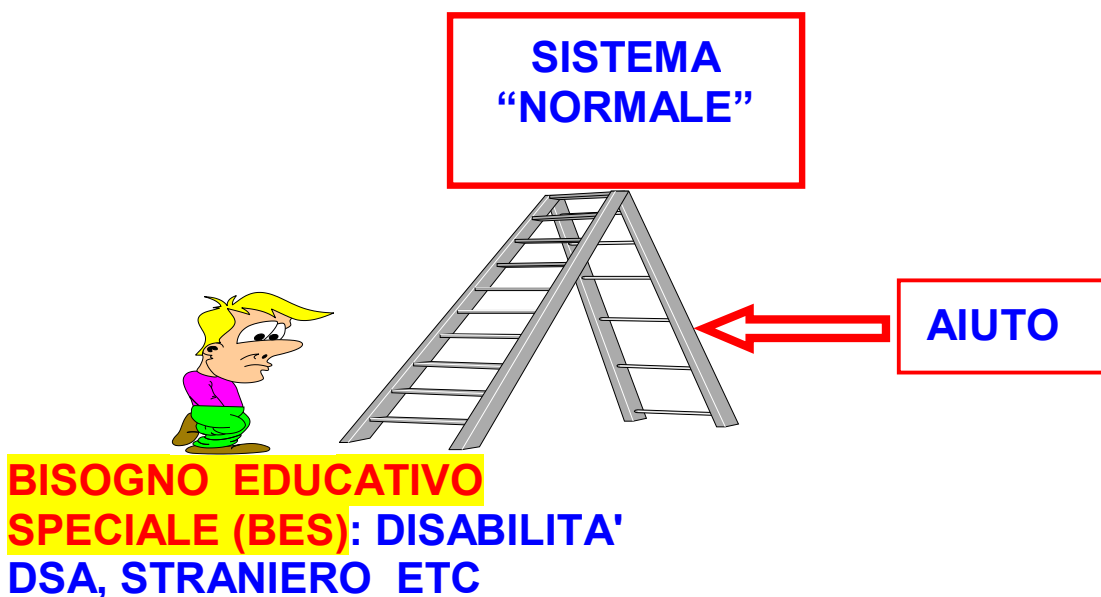 SISTEMA
“NORMALE”
AIUTO
BISOGNO EDUCATIVO
SPECIALE (BES): DISABILITA'
DSA, STRANIERO ETC